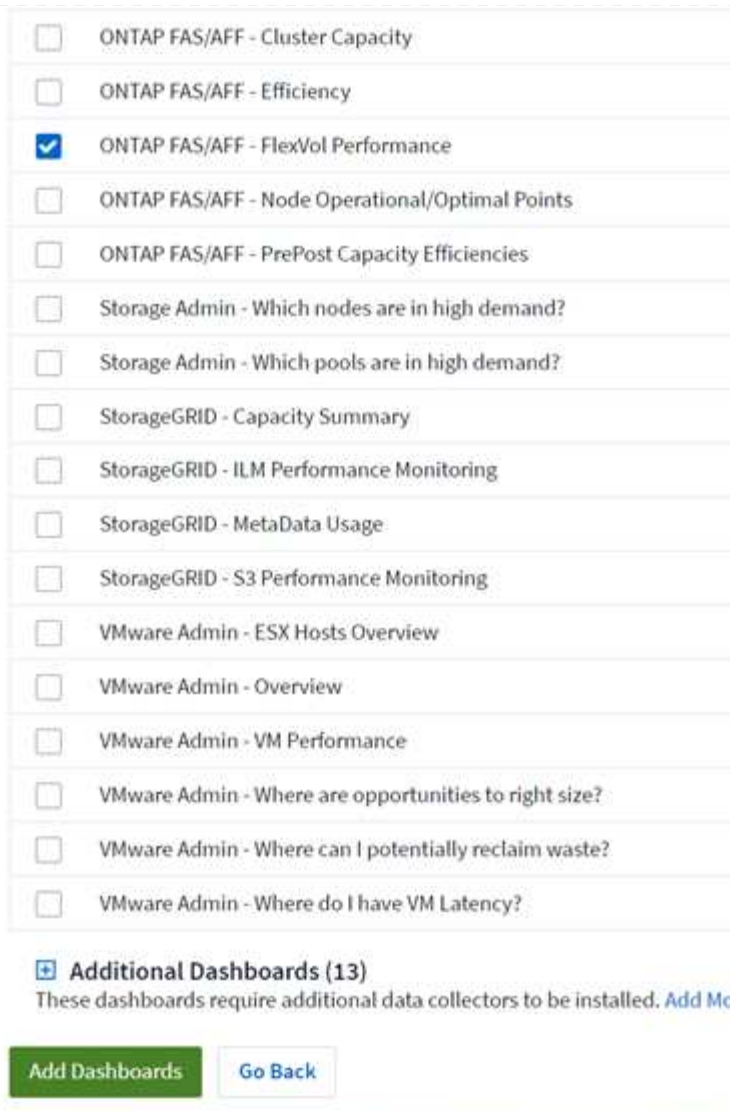 ONTAP FAS/AFF - Cluster Capacity
ONTAP FAS/AFF - Efficiency
ONTAP FAS/AFF - FlexVol Performance
ONTAP FAS/AFF - Node Operational/Optimal Points
ONTAP FAS/AFF - PrePost Capacity Efficiencies
Storage Admin - Which nodes are in high demand?
Storage Admin - Which pools are in high demand?
StorageGRID - Capacity Summary
StorageGRID - ILM Performance Monitoring
StorageGRID - MetaData Usage
StorageGRID - S3 Performance Monitoring
VMware Admin - ESX Hosts Overview
VMware Admin - Overview
VMware Admin - VM Performance
VMware Admin - Where are opportunities to right size?
VMware Admin - Where can I potentially reclaim waste?
VMware Admin - Where do I have VM Latency?
Additional Dashboards (13)
These dashboards require additional data collectors to be installed. Add Mo
Add Dashboards Go Back